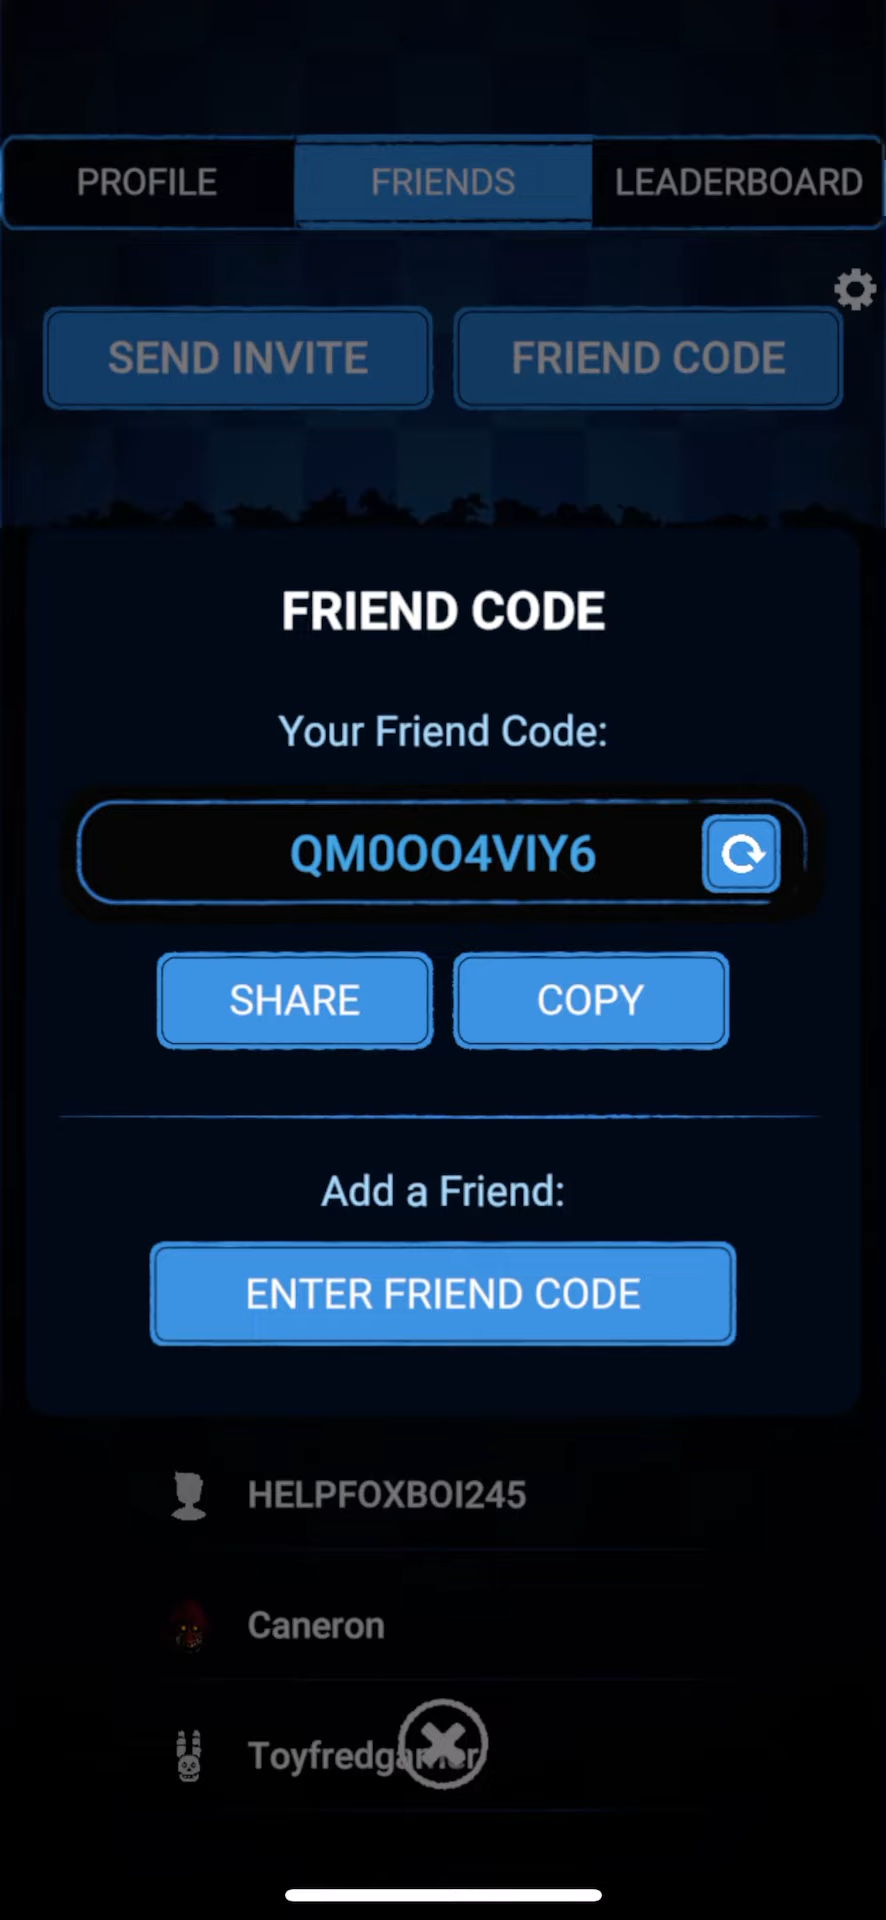 PROFILE
FRIENDS
LEADERBOARD
SEND INVITE
FRIEND CODE
FRIEND CODE
Your Friend Code:
QM0OO4VIY6
SHARE
COPY
Add a Friend:
ENTER FRIEND CODE
HELPFOXBOI245
Caneron
Toyfredgamer